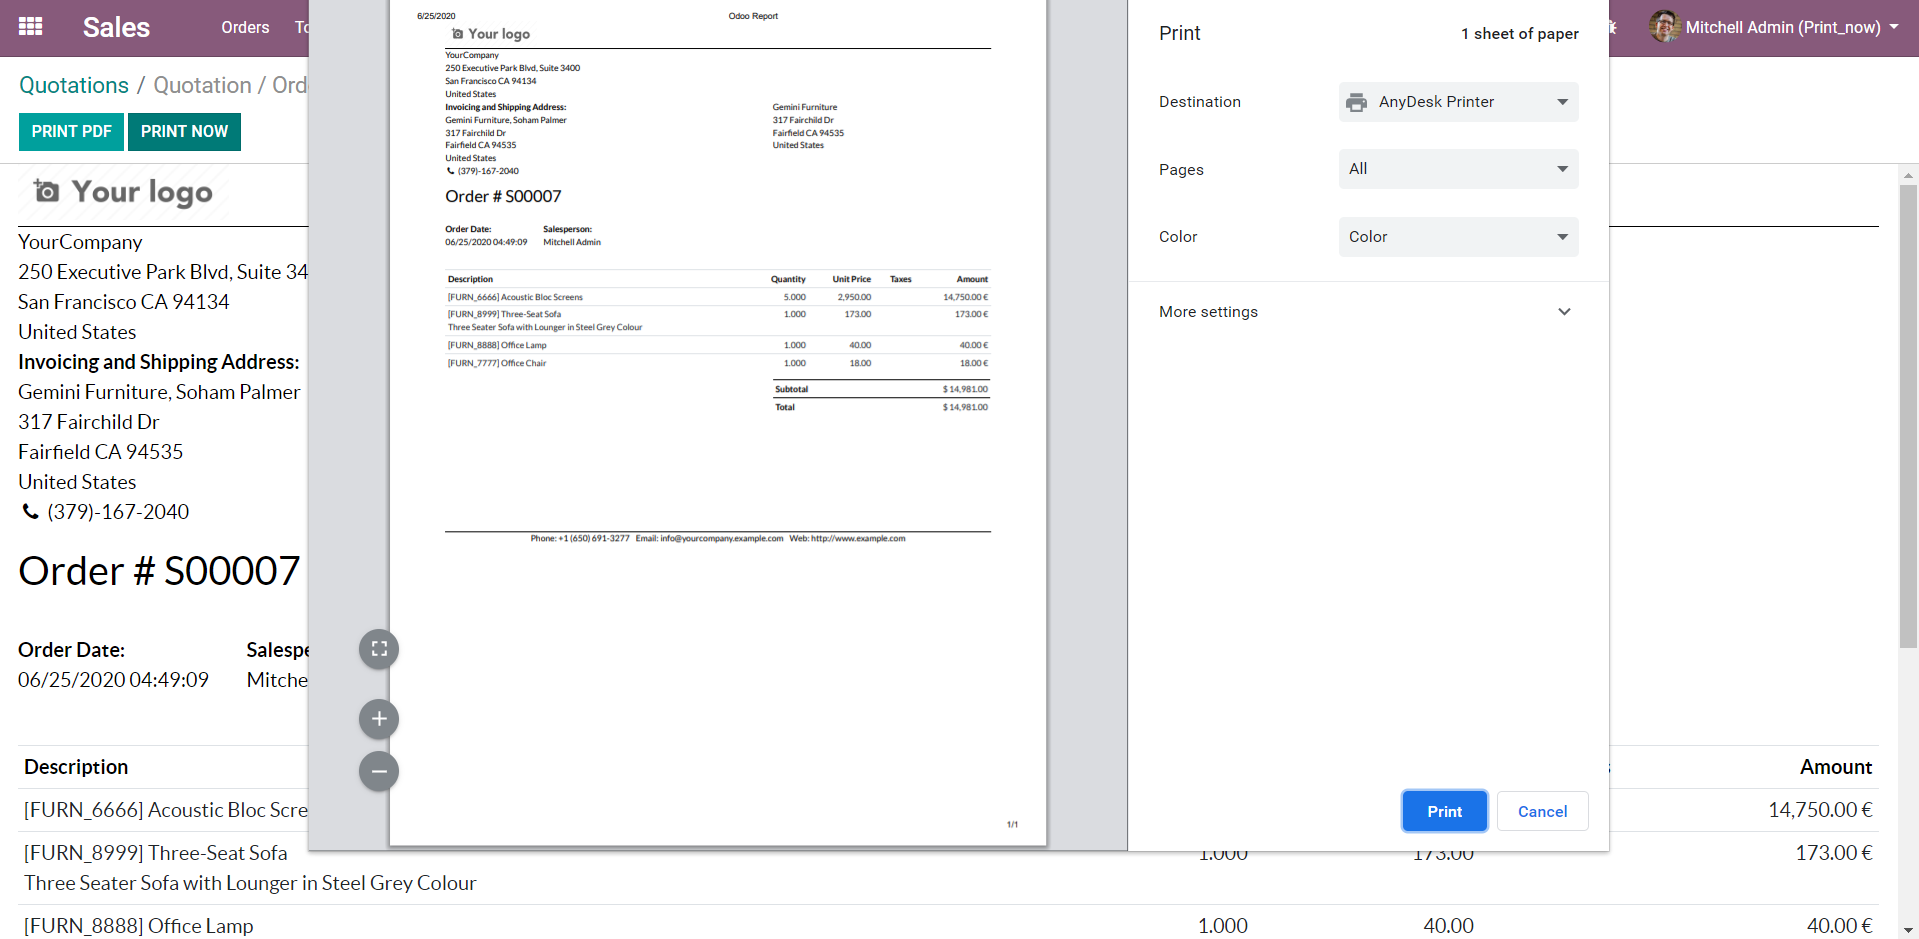 Sales
Orders
To
Mitchell Admin (Print_now)
Quotations / Quotation / Ord
PRINT PDF
PRINT NOW
Your logo
YourCompany
250 Executive Park Blvd, Suite 34
San Francisco CA 94134
United States
Invoicing and Shipping Address:
Gemini Furniture, Soham Palmer
317 Fairchild Dr
Fairfield CA 94535
United States
(379)-167-2040
Order # S00007
Order Date:
Salespe
06/25/2020 04:49:09
Mitche
Description
Amount
[FURN_6666] Acoustic Bloc Scre
14,750.00 €
[FURN_8999] Three-Seat Sofa
1.000
173.00
173.00 €
Three Seater Sofa with Lounger in Steel Grey Colour
[FURN_8888] Office Lamp
1.000
40.00
40.00 €
6/25/2020
Odoo Report
Your logo
YourCompany
250 Executive Park Blvd, Suite 3400
San Francisco CA 94134
United States
Invoicing and Shipping Address:
Gemini Furniture, Soham Palmer
317 Fairchild Dr
Fairfield CA 94535
United States
(379)-167-2040
Gemini Furniture
317 Fairchild Dr
Fairfield CA 94535
United States
Order # S00007
Order Date:
Salesperson:
06/25/2020 04:49:09
Mitchell Admin
Description Quantity Unit Price Taxes Amount
[FURN_6666] Acoustic Bloc Screens 5.000 2,950.00 14,750.00 €
[FURN_8999] Three-Seat Sofa 1.000 173.00 173.00 €
Three Seater Sofa with Lounger in Steel Grey Colour
[FURN_8888] Office Lamp 1.000 40.00 40.00 €
[FURN_7777] Office Chair 1.000 18.00 18.00 €
Subtotal $ 14,981.00
Total $ 14,981.00
Phone: +1 (650) 691-3277 Email: info@yourcompany.example.com Web: http://www.example.com
1/1
Print
1 sheet of paper
Destination
AnyDesk Printer
Pages
All
Color
Color
More settings
Print
Cancel